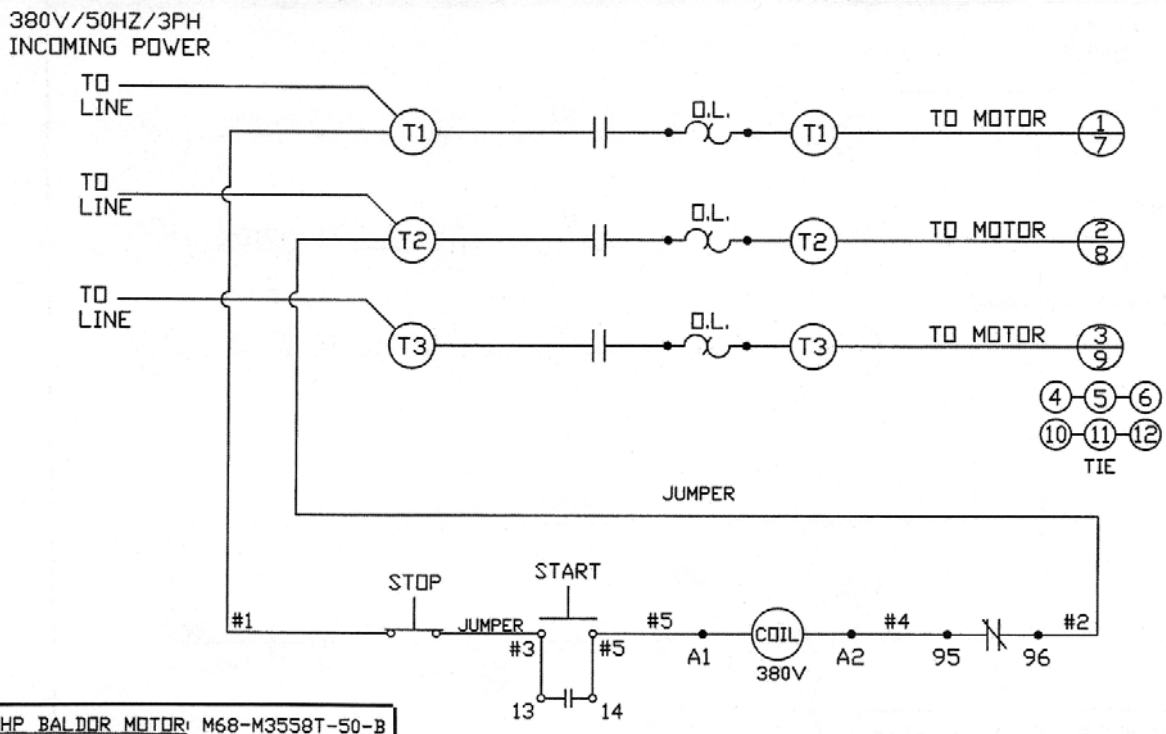 380V/50HZ/3PH
INCOMING POWER
TO
LINE
T1
O.L.
T1
TO MOTOR
1
7
TO
LINE
T2
O.L.
T2
TO MOTOR
2
8
TO
LINE
T3
O.L.
T3
TO MOTOR
3
9
4 5 6
10 11 12
TIE
JUMPER
STOP
START
#1
JUMPER
#3
#5
#5
A1
COIL
380V
A2
#4
95
96
#2
13
14
HP BALDOR MOTOR: M68-M3558T-50-B